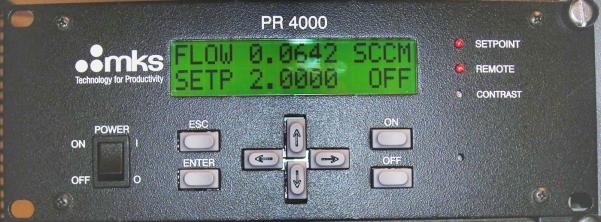 PR 4000
mks
Technology for Productivity
FLOW 0.0642 SCCM
SETP 2.0000 OFF
SETPOINT
REMOTE
CONTRAST
POWER
ON I
OFF O
ESC
ENTER
ON
OFF